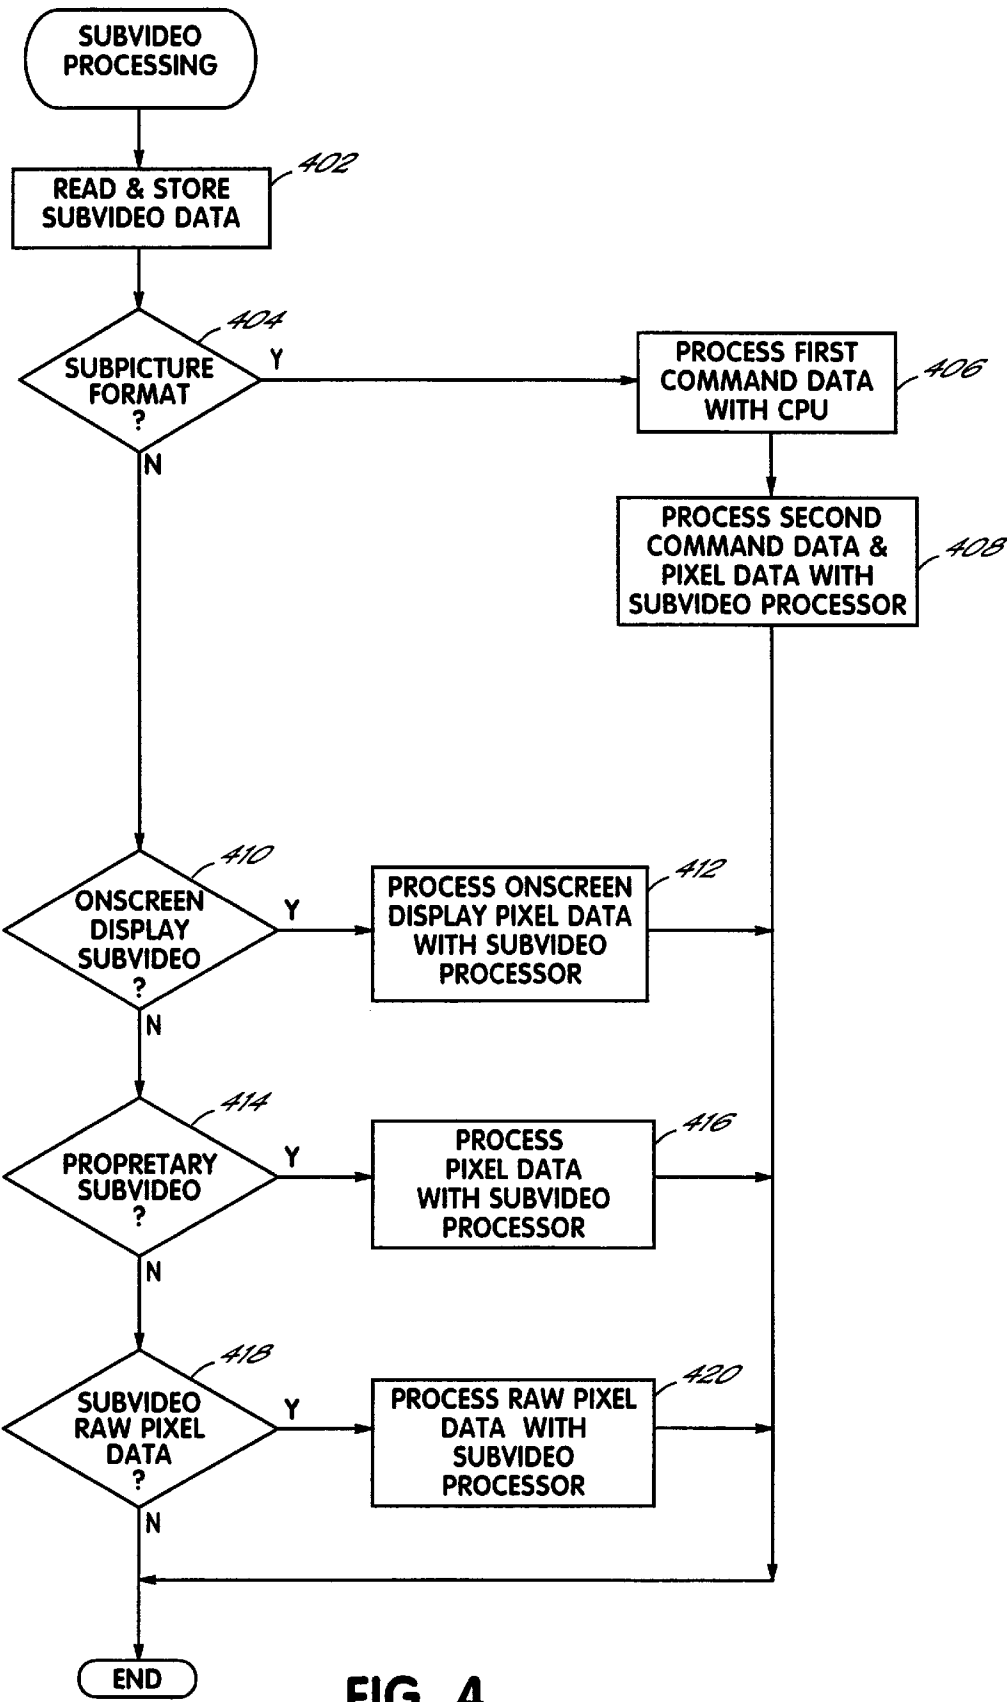 SUBVIDEO
PROCESSING
402
READ & STORE
SUBVIDEO DATA
404
SUBPICTURE
FORMAT
?
Y
N
PROCESS FIRST
COMMAND DATA
WITH CPU
406
PROCESS SECOND
COMMAND DATA &
PIXEL DATA WITH
SUBVIDEO PROCESSOR
408
410
ONSCREEN
DISPLAY
SUBVIDEO
?
Y
N
PROCESS ONSCREEN
DISPLAY PIXEL DATA
WITH SUBVIDEO
PROCESSOR
412
414
PROPRETARY
SUBVIDEO
?
Y
N
PROCESS
PIXEL DATA
WITH SUBVIDEO
PROCESSOR
416
418
SUBVIDEO
RAW PIXEL
DATA
?
Y
N
PROCESS RAW PIXEL
DATA WITH
SUBVIDEO
PROCESSOR
420
END
FIG. 4